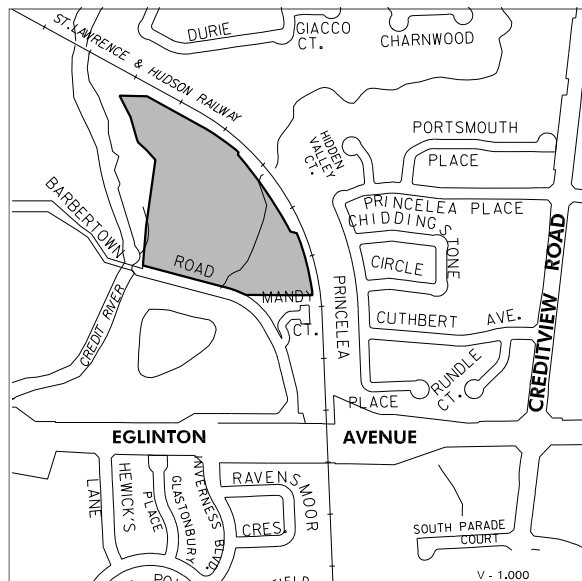 DURIE
GIACCO
CT.
CHARNWOOD
ST. LAWRENCE & HUDSON RAILWAY
PORTSMOUTH
PLACE
HIDDEN
VALLEY
CT.
PRINCELEA PLACE
CHIDDINGSTONE
CIRCLE
BARBERTOWN
ROAD
CREDIT RIVER
MANDY
CT.
PRINCELEA
PLACE
CUTHBERT AVE.
RUNDLE
CT.
CREDITVIEW ROAD
EGLINTON AVENUE
LANE
HEWICK'S
PLACE
GLASTONBURY
INVERNESS BLVD.
RAVENSMOOR
CRES.
SOUTH PARADE
COURT
FIELD
V - 1.000